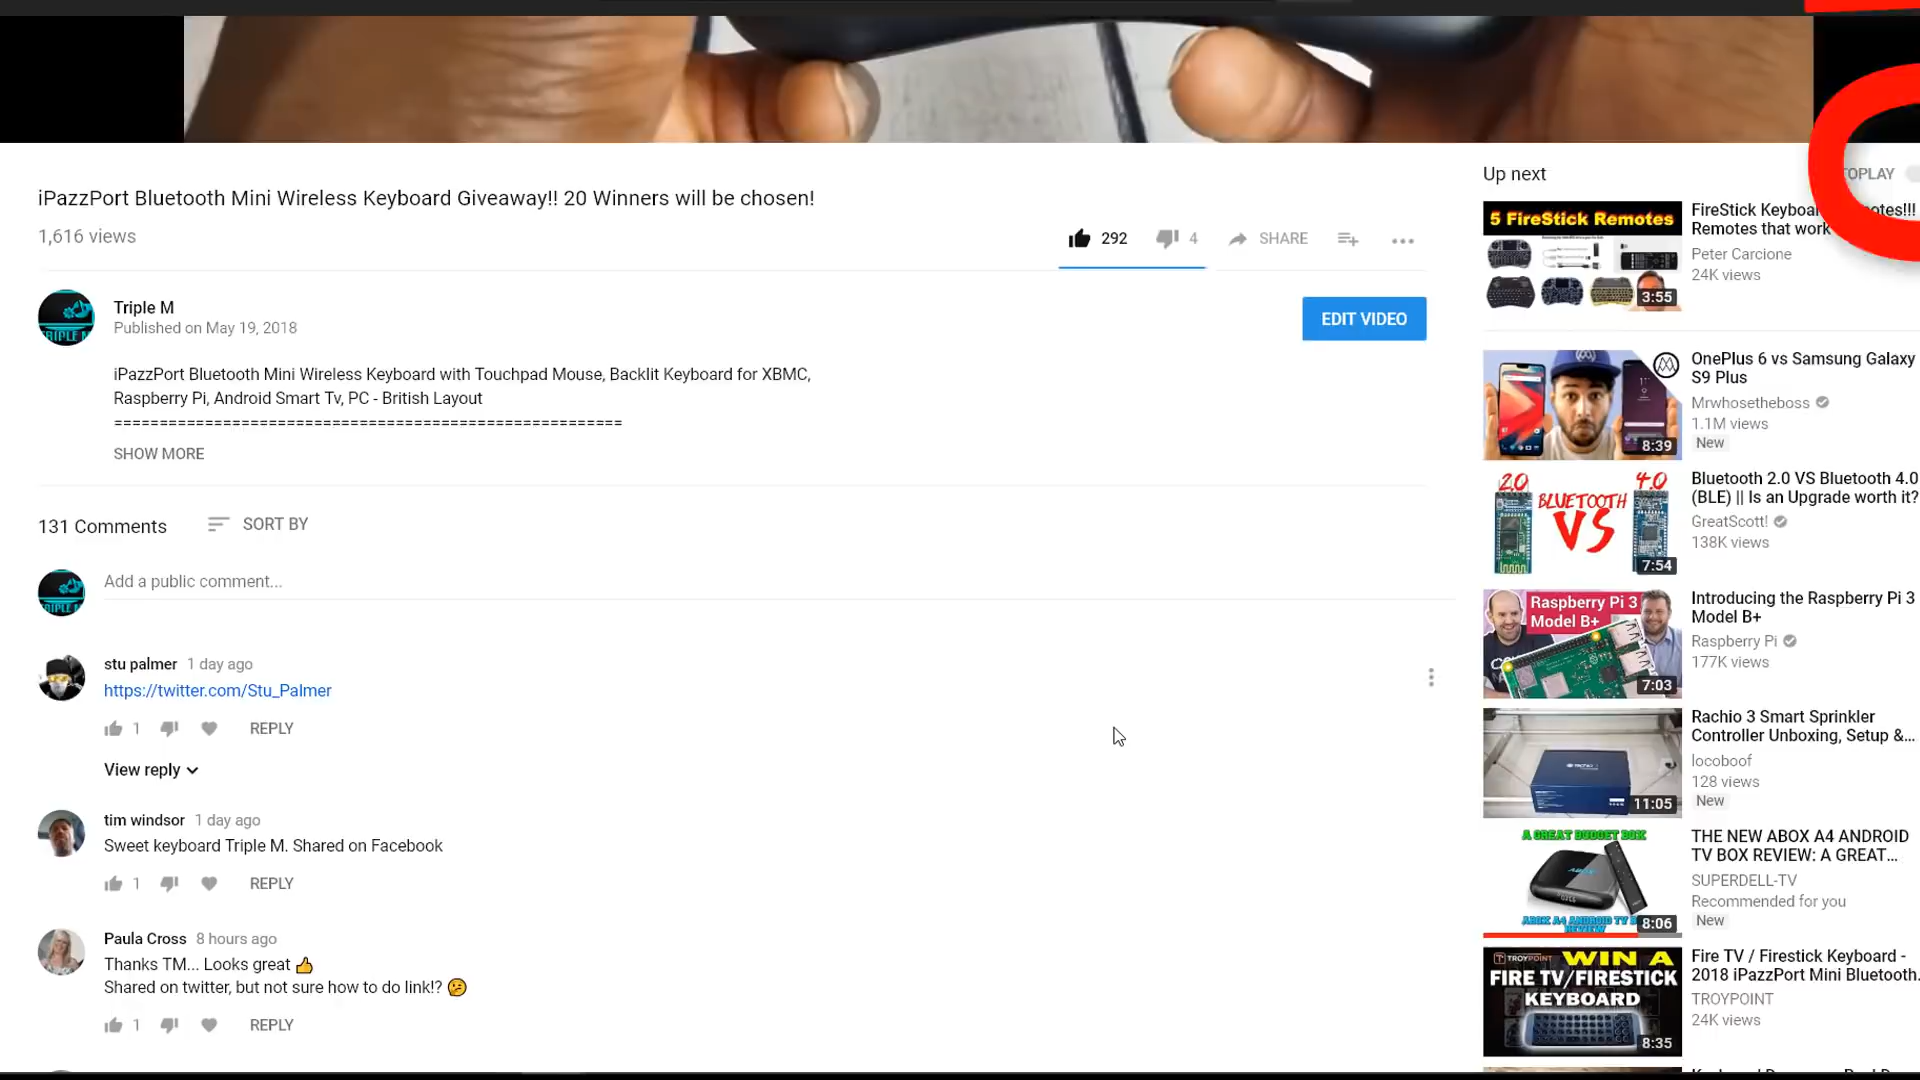 iPazzPort Bluetooth Mini Wireless Keyboard Giveaway!! 20 Winners will be chosen!
1,616 views
292
4
SHARE
Triple M
Published on May 19, 2018
EDIT VIDEO
iPazzPort Bluetooth Mini Wireless Keyboard with Touchpad Mouse, Backlit Keyboard for XBMC,
Raspberry Pi, Android Smart Tv, PC - British Layout
========================================================
SHOW MORE
131 Comments
SORT BY
Add a public comment...
stu palmer 1 day ago
https://twitter.com/Stu_Palmer
1
REPLY
View reply
tim windsor 1 day ago
Sweet keyboard Triple M. Shared on Facebook
1
REPLY
Paula Cross 8 hours ago
Thanks TM... Looks great 👍
Shared on twitter, but not sure how to do link!? 😕
1
REPLY
Up next
TOPLAY
5 FireStick Remotes
3:55
FireStick Keyboar otes!!!
Remotes that work
Peter Carcione
24K views
8:39
OnePlus 6 vs Samsung Galaxy
S9 Plus
Mrwhosetheboss
1.1M views
New
2.0
4.0
BLUETOOTH
VS
7:54
Bluetooth 2.0 VS Bluetooth 4.0
(BLE) || Is an Upgrade worth it?
GreatScott!
138K views
Raspberry Pi 3
Model B+
7:03
Introducing the Raspberry Pi 3
Model B+
Raspberry Pi
177K views
11:05
Rachio 3 Smart Sprinkler
Controller Unboxing, Setup &...
locoboof
128 views
New
A GREAT BUDGET BOX
ABOX A4 ANDROID TV B
REVIEW
8:06
THE NEW ABOX A4 ANDROID
TV BOX REVIEW: A GREAT...
SUPERDELL-TV
Recommended for you
New
TROYPOINT
WIN A
FIRE TV/FIRESTICK
KEYBOARD
8:35
Fire TV / Firestick Keyboard -
2018 iPazzPort Mini Bluetooth.
TROYPOINT
24K views